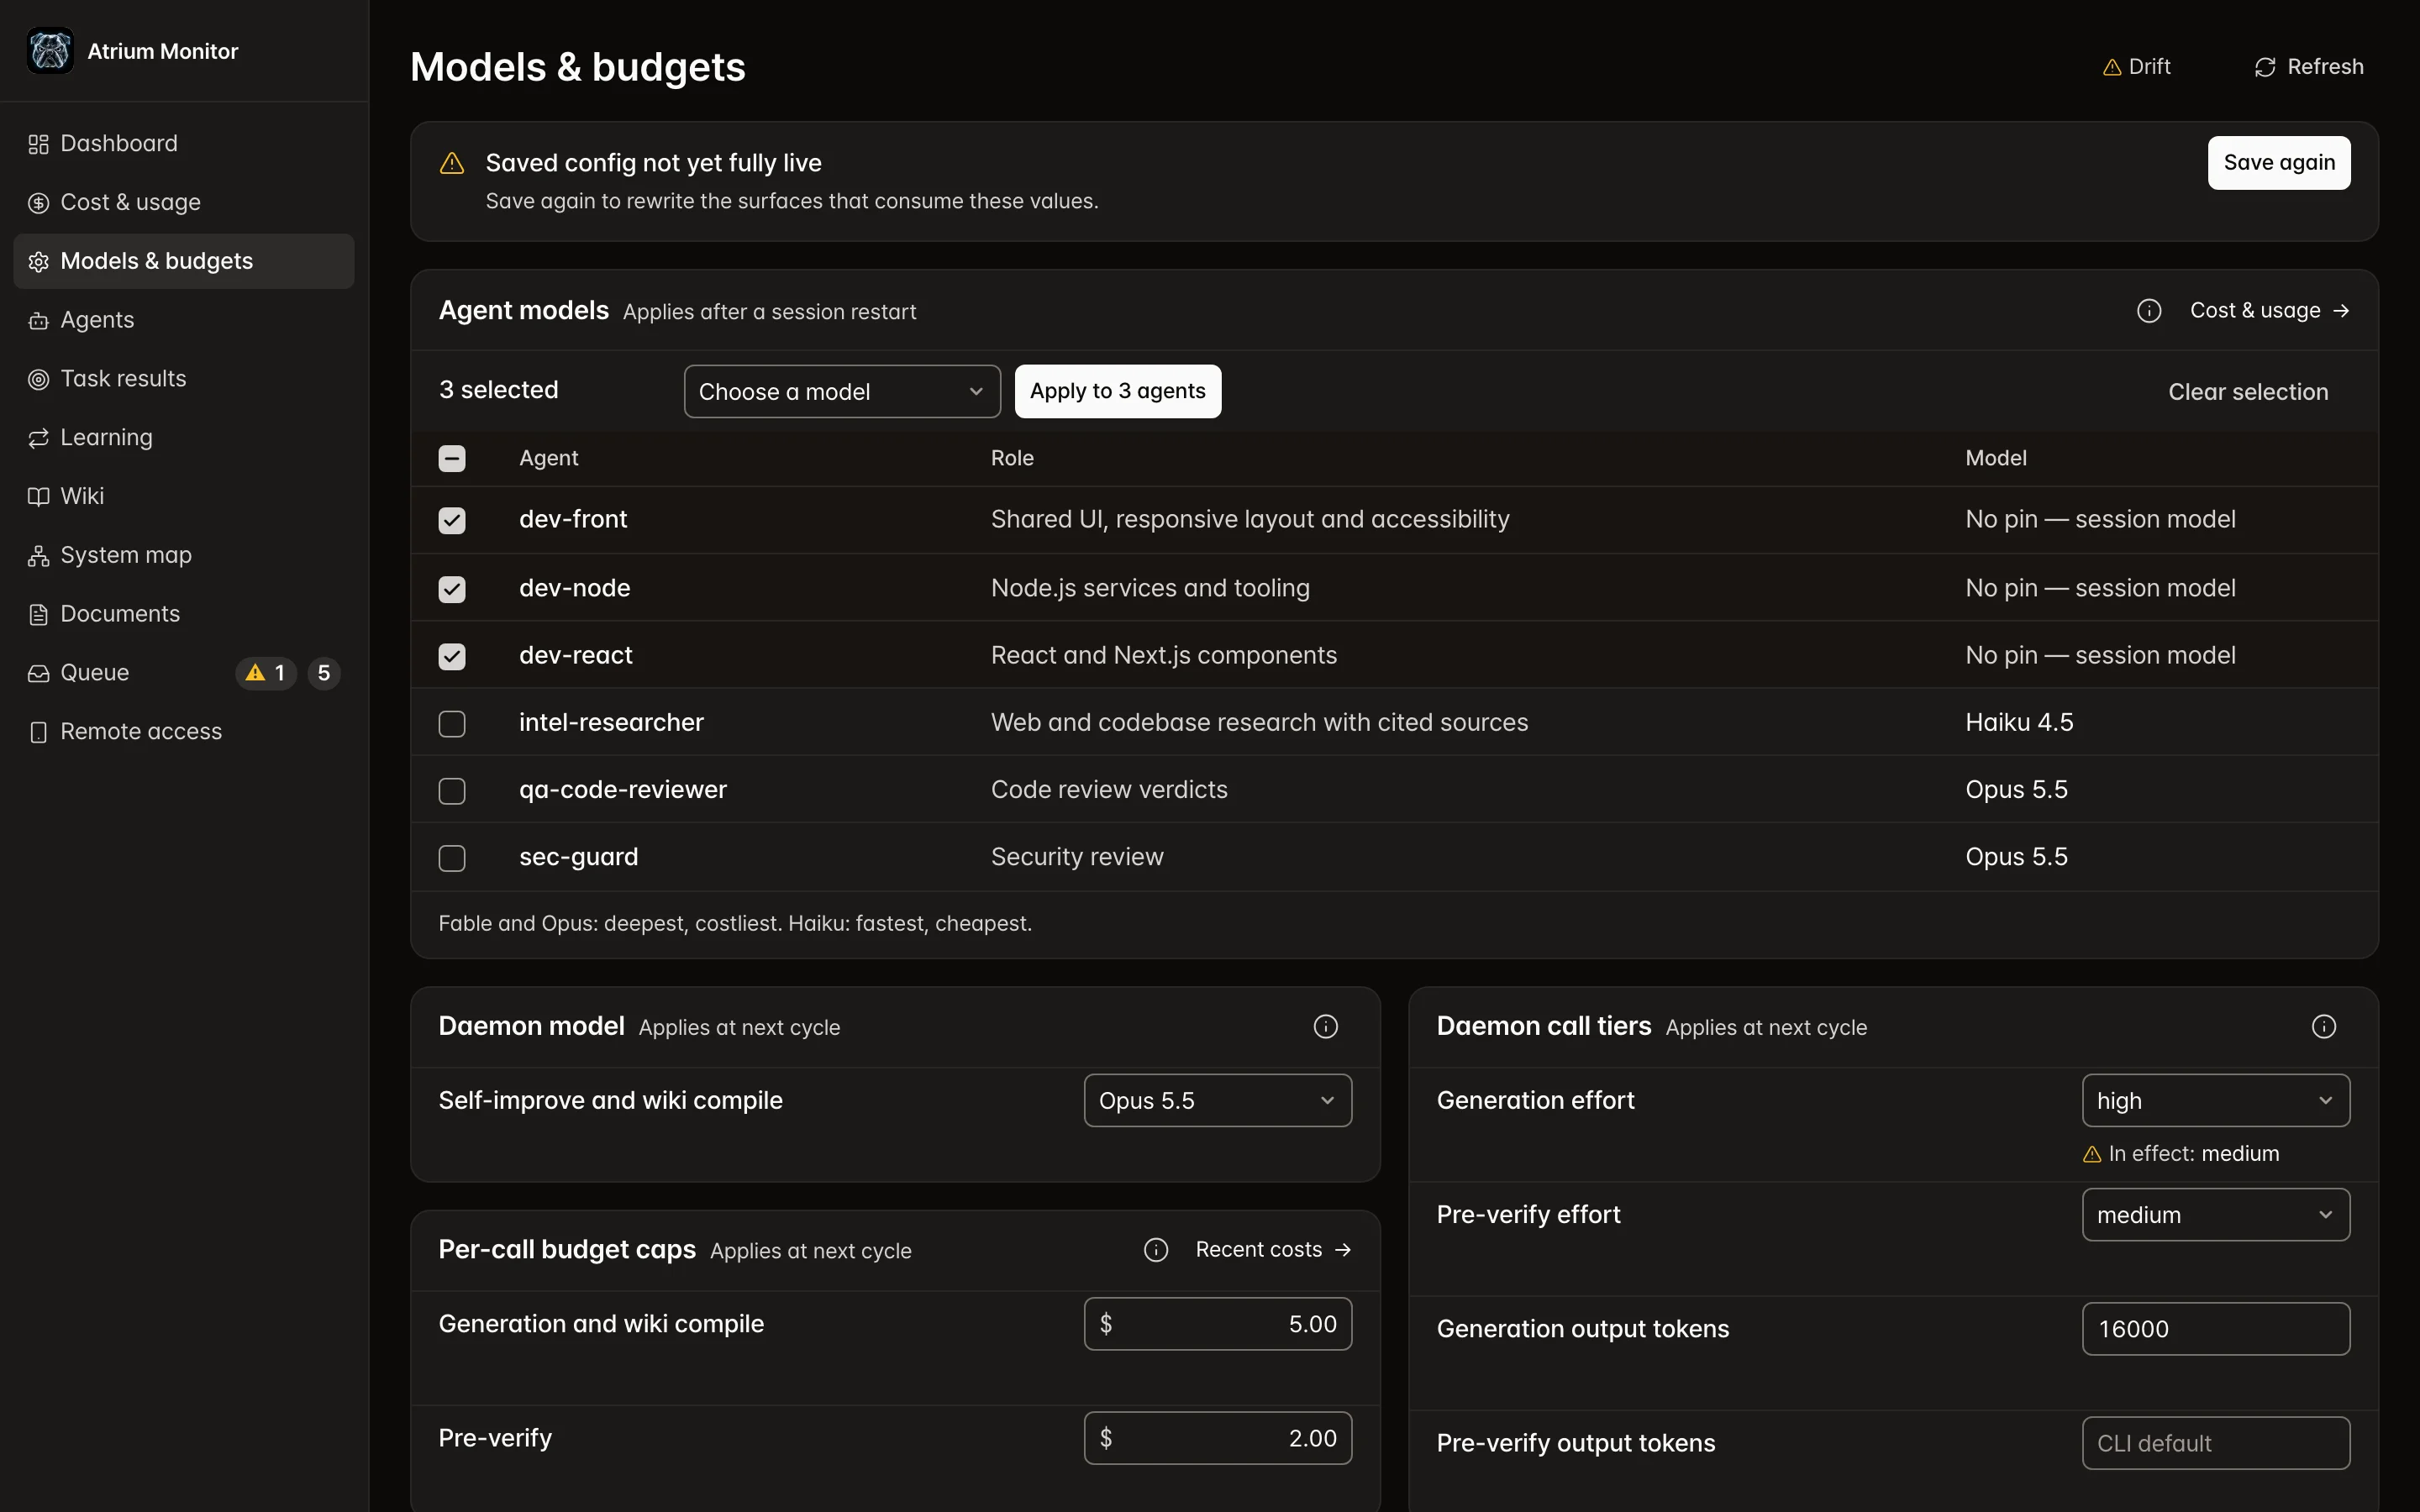 Atrium Monitor
Dashboard
Cost & usage
Models & budgets
Agents
Task results
Learning
Wiki
System map
Documents
Queue 1 5
Remote access
Models & budgets
Drift
Refresh
Saved config not yet fully live
Save again to rewrite the surfaces that consume these values.
Save again
Agent models Applies after a session restart
Cost & usage →
3 selected
Choose a model
Apply to 3 agents
Clear selection
Agent Role Model
dev-front Shared UI, responsive layout and accessibility No pin — session model
dev-node Node.js services and tooling No pin — session model
dev-react React and Next.js components No pin — session model
intel-researcher Web and codebase research with cited sources Haiku 4.5
qa-code-reviewer Code review verdicts Opus 5.5
sec-guard Security review Opus 5.5
Fable and Opus: deepest, costliest. Haiku: fastest, cheapest.
Daemon model Applies at next cycle
Self-improve and wiki compile Opus 5.5
Per-call budget caps Applies at next cycle
Recent costs →
Generation and wiki compile $ 5.00
Pre-verify $ 2.00
Daemon call tiers Applies at next cycle
Generation effort high
In effect: medium
Pre-verify effort medium
Generation output tokens 16000
Pre-verify output tokens CLI default